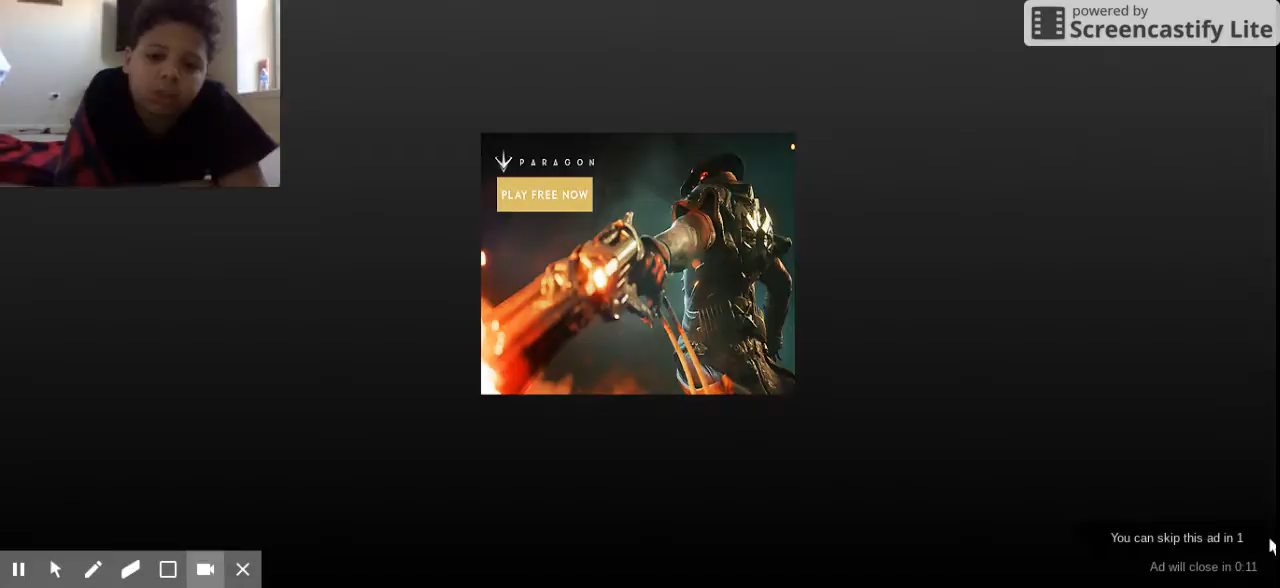 powered by
Screencastify Lite
PARAGON
PLAY FREE NOW
You can skip this ad in 1
Ad will close in 0:11